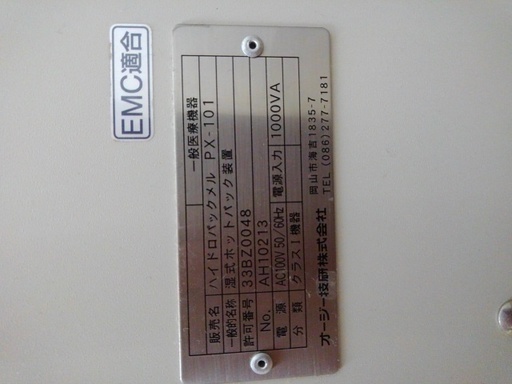 EMC適合
一般医療機器
販売名 ハイドロパックメル PX-101
一般的名称 湿式ホットパック装置
許可番号 33BZ0048
No. AH10213
電源 AC100V 50/60Hz 電源入力 1000VA
分類 クラスI機器
オージー技研株式会社
岡山市海吉1835-7
TEL (086)277-7181